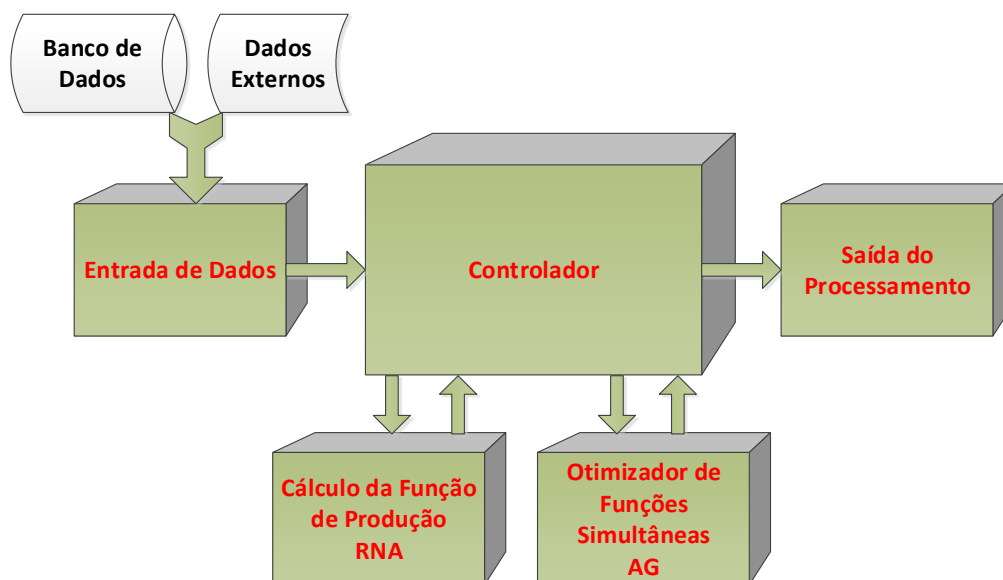 Banco de
Dados
Dados
Externos
Entrada de Dados
Controlador
Saída do
Processamento
Cálculo da Função
de Produção
RNA
Otimizador de
Funções
Simultâneas
AG